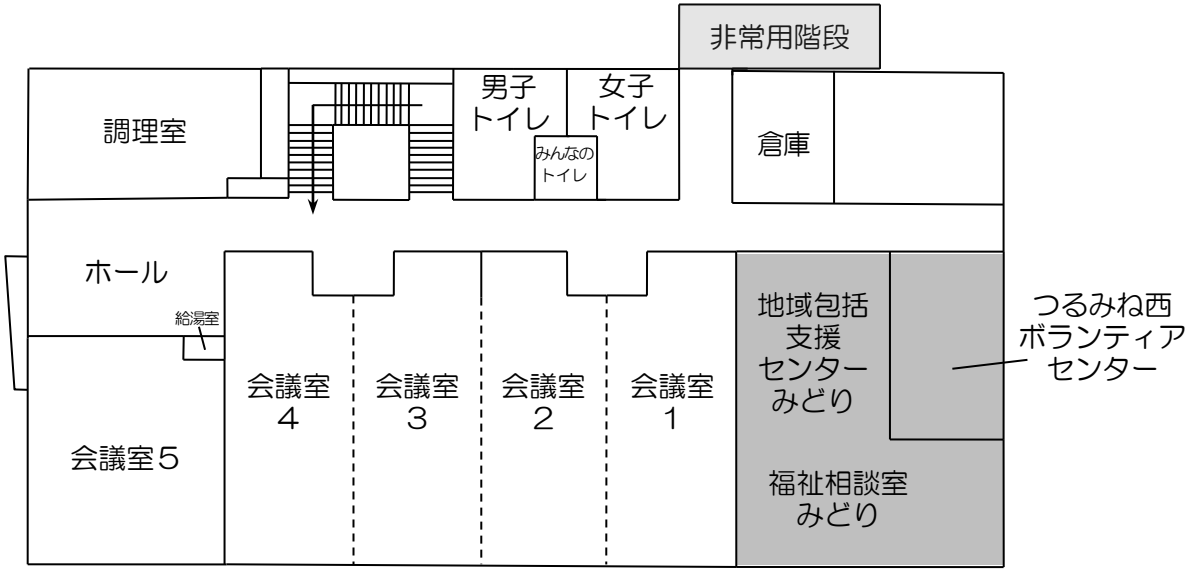 非常用階段
調理室
男子
トイレ
女子
トイレ
みんなの
トイレ
倉庫
ホール
給湯室
会議室
4
会議室
3
会議室
2
会議室
1
会議室5
地域包括
支援
センター
みどり
福祉相談室
みどり
つるみね西
ボランティア
センター